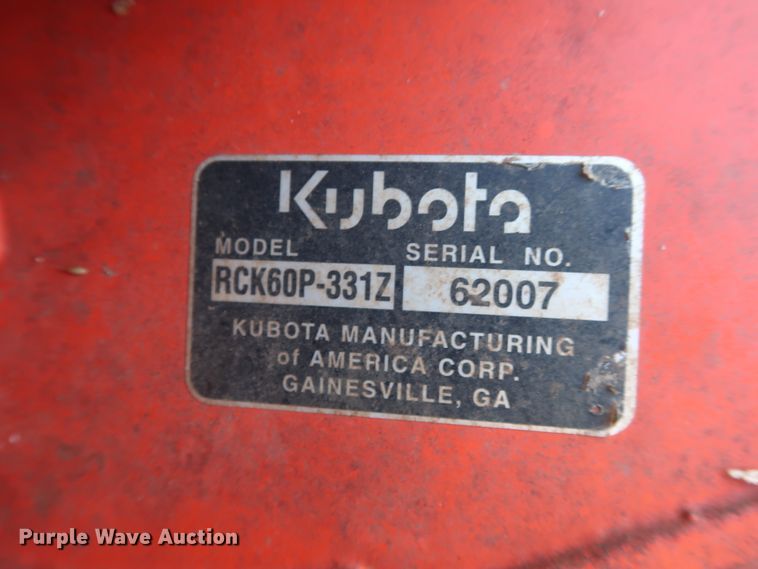 Kubota
MODEL SERIAL NO.
RCK60P-331Z 62007
KUBOTA MANUFACTURING
of AMERICA CORP.
GAINESVILLE, GA
Purple Wave Auction